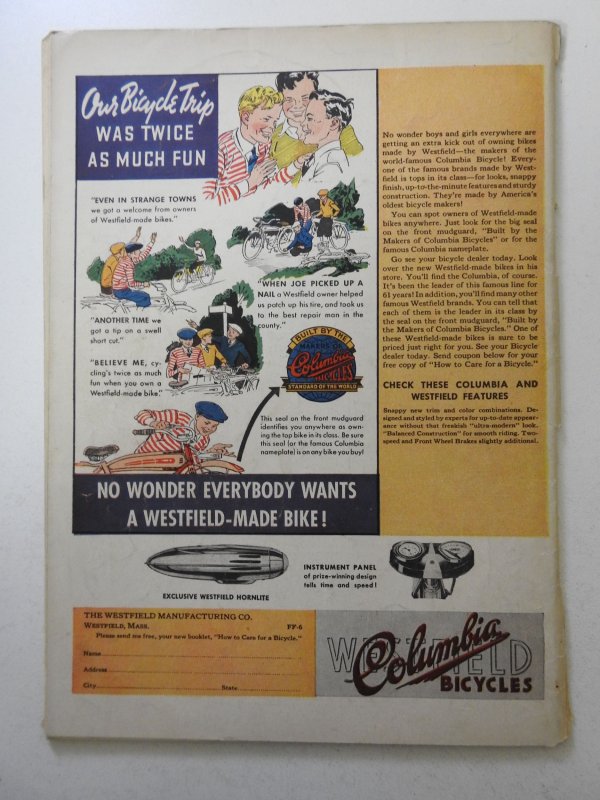 Our Bicycle Trip
WAS TWICE
AS MUCH FUN
"EVEN IN STRANGE TOWNS
we got a welcome from owners
of Westfield-made bikes."
"WHEN JOE PICKED UP A
NAIL a Westfield owner helped
us patch up his tire, and took us
to the best repair man in the
county."
"ANOTHER TIME we
got a tip on a swell
short cut."
"BELIEVE ME, cy-
cling's twice as much
fun when you own a
Westfield-made bike."
BUILT BY THE
MAKERS OF
Columbia
BICYCLES
STANDARD OF THE WORLD
This seal on the front mudguard
identifies you anywhere as own-
ing the top bike in its class. Be sure
this seal (or the famous Columbia
nameplate) is on any bike you buy!
NO WONDER EVERYBODY WANTS
A WESTFIELD-MADE BIKE!
No wonder boys and girls everywhere are
getting an extra kick out of owning bikes
made by Westfield—the makers of the
world-famous Columbia Bicycle! Every-
one of the famous brands made by West-
field is tops in its class—for looks, snappy
finish, up-to-the-minute features and sturdy
construction. They're made by America's
oldest bicycle makers!
You can spot owners of Westfield-made
bikes anywhere. Just look for the big seal
on the front mudguard, "Built by the
Makers of Columbia Bicycles" or for the
famous Columbia nameplate.
Go see your bicycle dealer today. Look
over the new Westfield-made bikes in his
store. You'll find the Columbia, of course.
It's been the leader of this famous line for
61 years! In addition, you'll find many other
famous Westfield brands. You can tell that
each of them is the leader in its class by
the seal on the front mudguard, "Built by
the Makers of Columbia Bicycles." One of
these Westfield-made bikes is sure to be
priced just right for you. See your Bicycle
dealer today. Send coupon below for your
free copy of "How to Care for a Bicycle."
CHECK THESE COLUMBIA AND
WESTFIELD FEATURES
Snappy new trim and color combinations. De-
signed and styled by experts for up-to-date appear-
ance without that freakish "ultra-modern" look.
"Balanced Construction" for smooth riding. Two-
speed and Front Wheel Brakes slightly additional.
EXCLUSIVE WESTFIELD HORNLITE
INSTRUMENT PANEL
of prize-winning design
tells time and speed!
THE WESTFIELD MANUFACTURING CO.
WESTFIELD, MASS. FF-6
Please send me free, your new booklet, "How to Care for a Bicycle."
Name
Address
City State
WESTFIELD
Columbia
BICYCLES